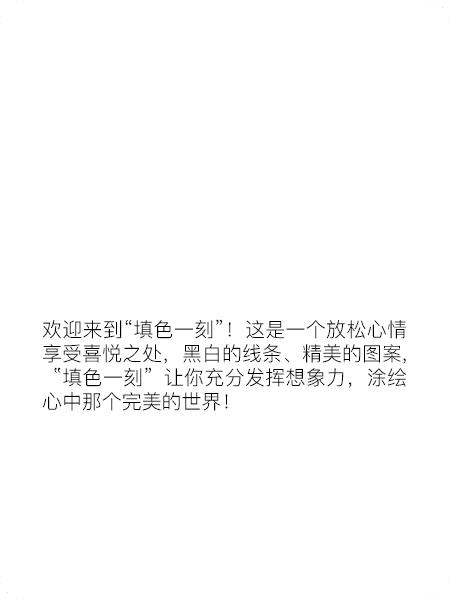 欢迎来到“填色一刻”！这是一个放松心情
享受喜悦之处，黑白的线条、精美的图案,
〝填色一刻” 让你充分发挥想象力，涂绘
心中那个完美的世界！